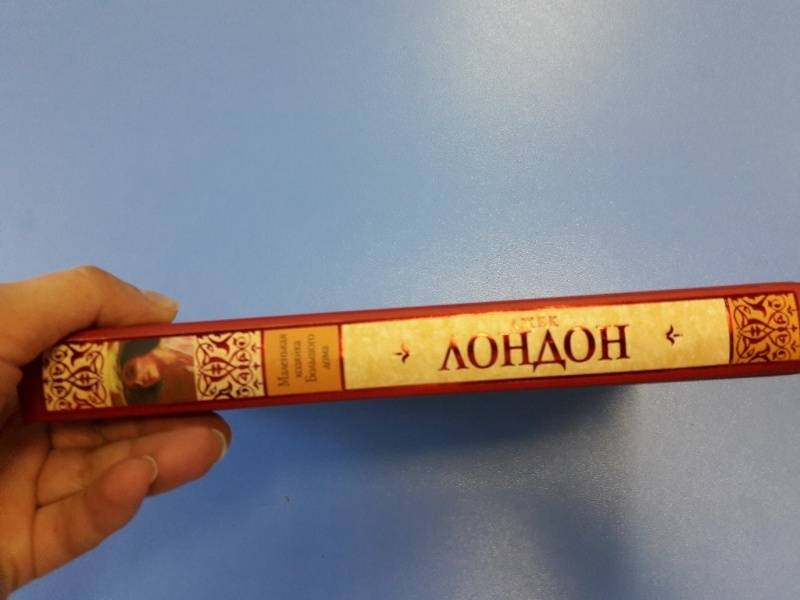 ДЖЕК
ЛОНДОН
Маленькая
хозяйка
Большого
дома